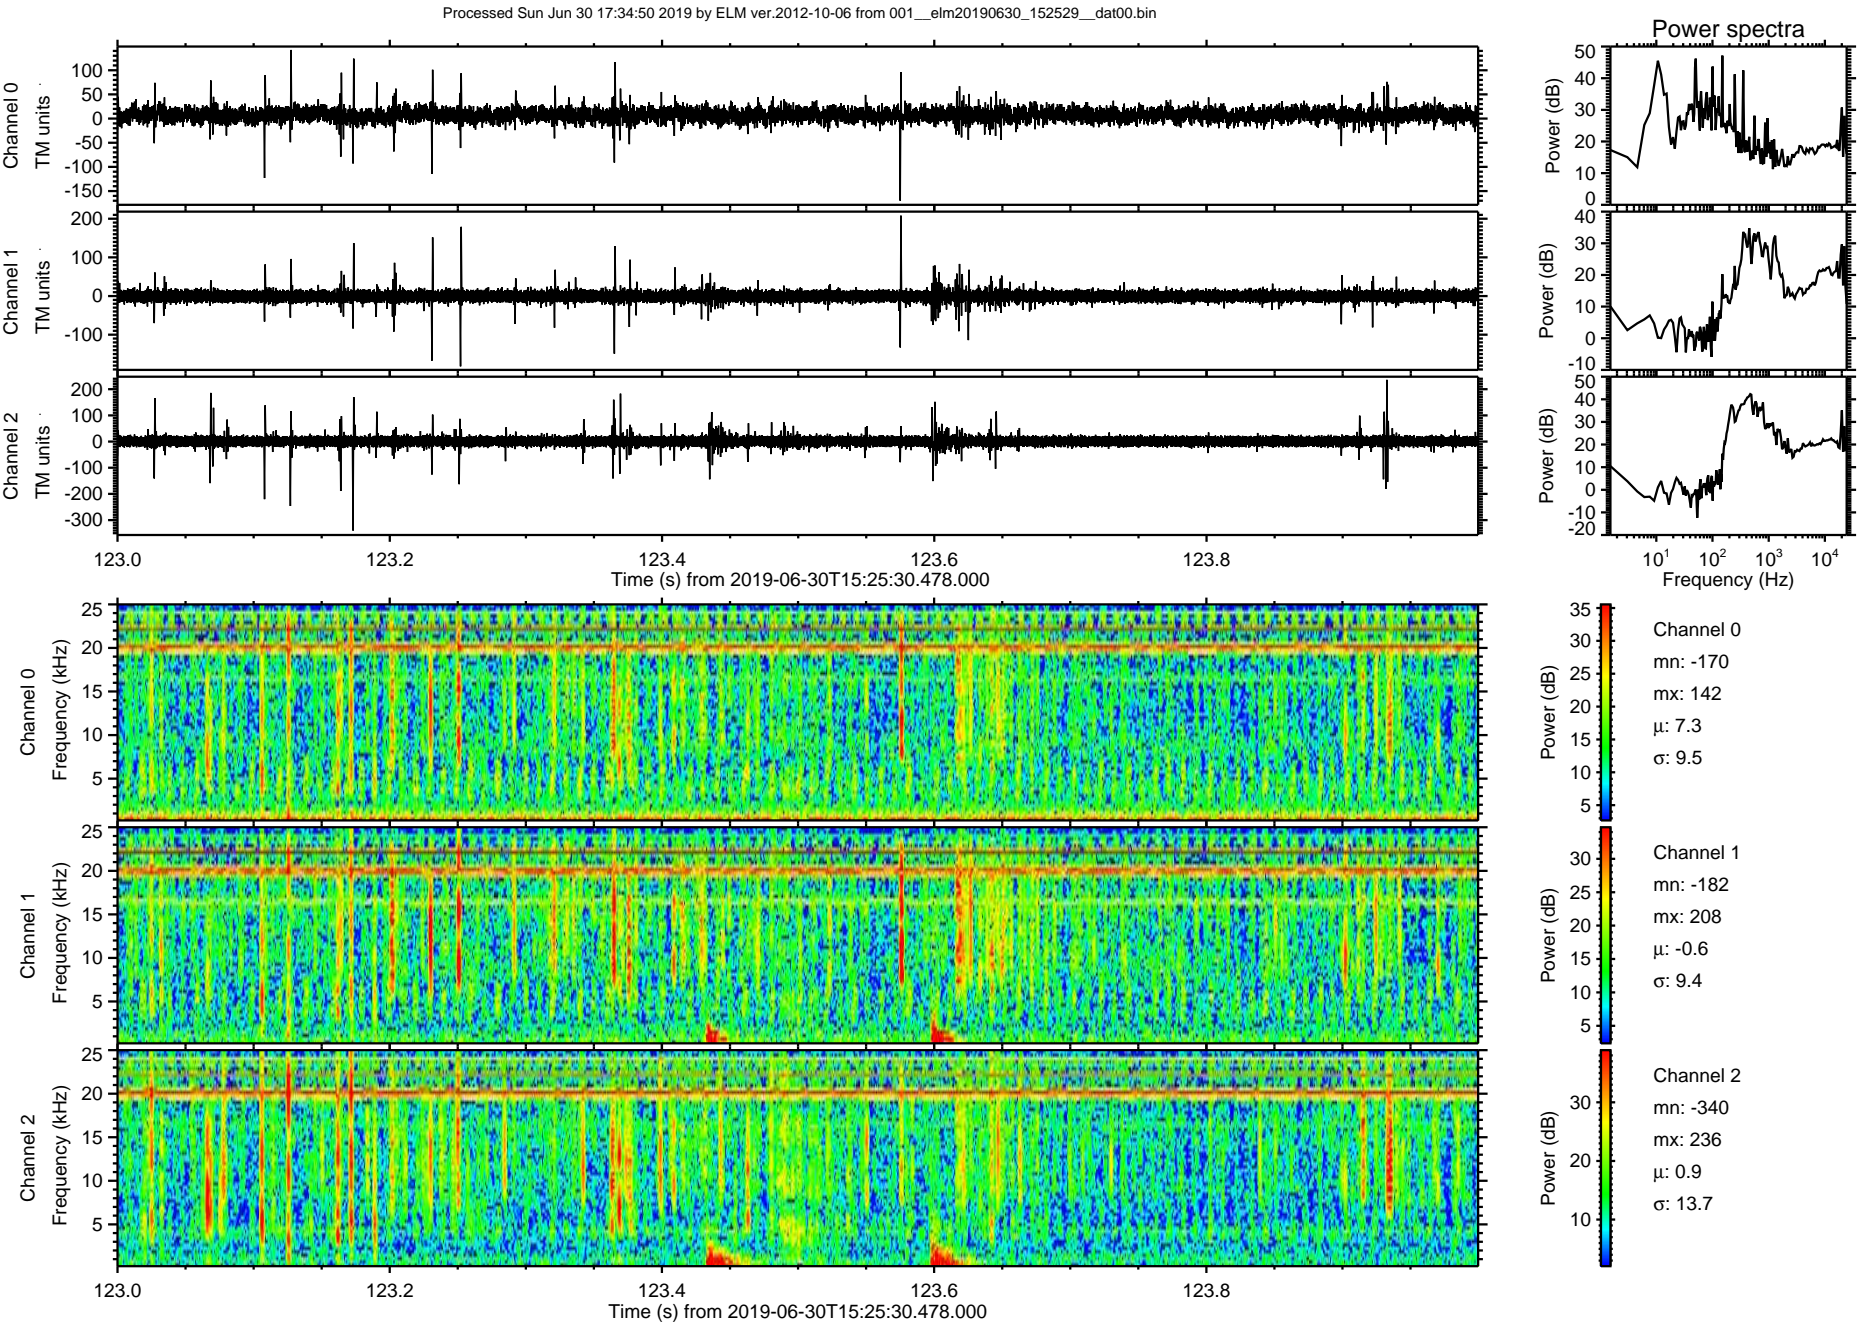 Processed Sun Jun 30 17:34:50 2019 by ELM ver.2012-10-06 from 001__elm20190630_152529__dat00.bin
Power spectra
Channel 0
TM units
100
50
0
-50
-100
-150
Power (dB)
50
40
30
20
10
0
Channel 1
TM units
200
100
0
-100
Power (dB)
40
30
20
10
0
-10
Channel 2
TM units
200
100
0
-100
-200
-300
Power (dB)
50
40
30
20
10
0
-10
-20
123.0 123.2 123.4 123.6 123.8
Time (s) from 2019-06-30T15:25:30.478.000
10¹ 10² 10³ 10⁴
Frequency (Hz)
Channel 0
Frequency (kHz)
25
20
15
10
5
Power (dB)
35
30
25
20
15
10
5
Channel 0
mn: -170
mx: 142
μ: 7.3
σ: 9.5
Channel 1
Frequency (kHz)
25
20
15
10
5
Power (dB)
30
25
20
15
10
5
Channel 1
mn: -182
mx: 208
μ: -0.6
σ: 9.4
Channel 2
Frequency (kHz)
25
20
15
10
5
Power (dB)
30
20
10
Channel 2
mn: -340
mx: 236
μ: 0.9
σ: 13.7
123.0 123.2 123.4 123.6 123.8
Time (s) from 2019-06-30T15:25:30.478.000